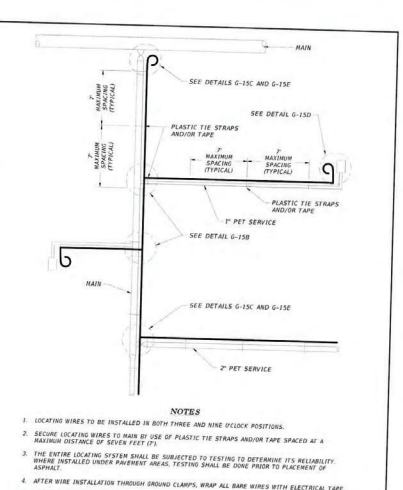 MAIN
SEE DETAILS G-15C AND G-15E
7'
MAXIMUM
SPACING
(TYPICAL)
SEE DETAIL G-15D
PLASTIC TIE STRAPS
AND/OR TAPE
7'
MAXIMUM
SPACING
(TYPICAL)
7'
MAXIMUM
SPACING
(TYPICAL)
7'
MAXIMUM
SPACING
(TYPICAL)
PLASTIC TIE STRAPS
AND/OR TAPE
1" PET SERVICE
SEE DETAIL G-15B
MAIN
SEE DETAILS G-15C AND G-15E
2" PET SERVICE
NOTES
1. LOCATING WIRES TO BE INSTALLED IN BOTH THREE AND NINE O'CLOCK POSITIONS.
2. SECURE LOCATING WIRES TO MAIN BY USE OF PLASTIC TIE STRAPS AND/OR TAPE SPACED AT A
MAXIMUM DISTANCE OF SEVEN FEET (7').
3. THE ENTIRE LOCATING SYSTEM SHALL BE SUBJECTED TO TESTING TO DETERMINE ITS RELIABILITY.
WHERE INSTALLED UNDER PAVEMENT AREAS, TESTING SHALL BE DONE PRIOR TO PLACEMENT OF
ASPHALT.
4. AFTER WIRE INSTALLATION THROUGH GROUND CLAMPS, WRAP ALL BARE WIRES WITH ELECTRICAL TAPE